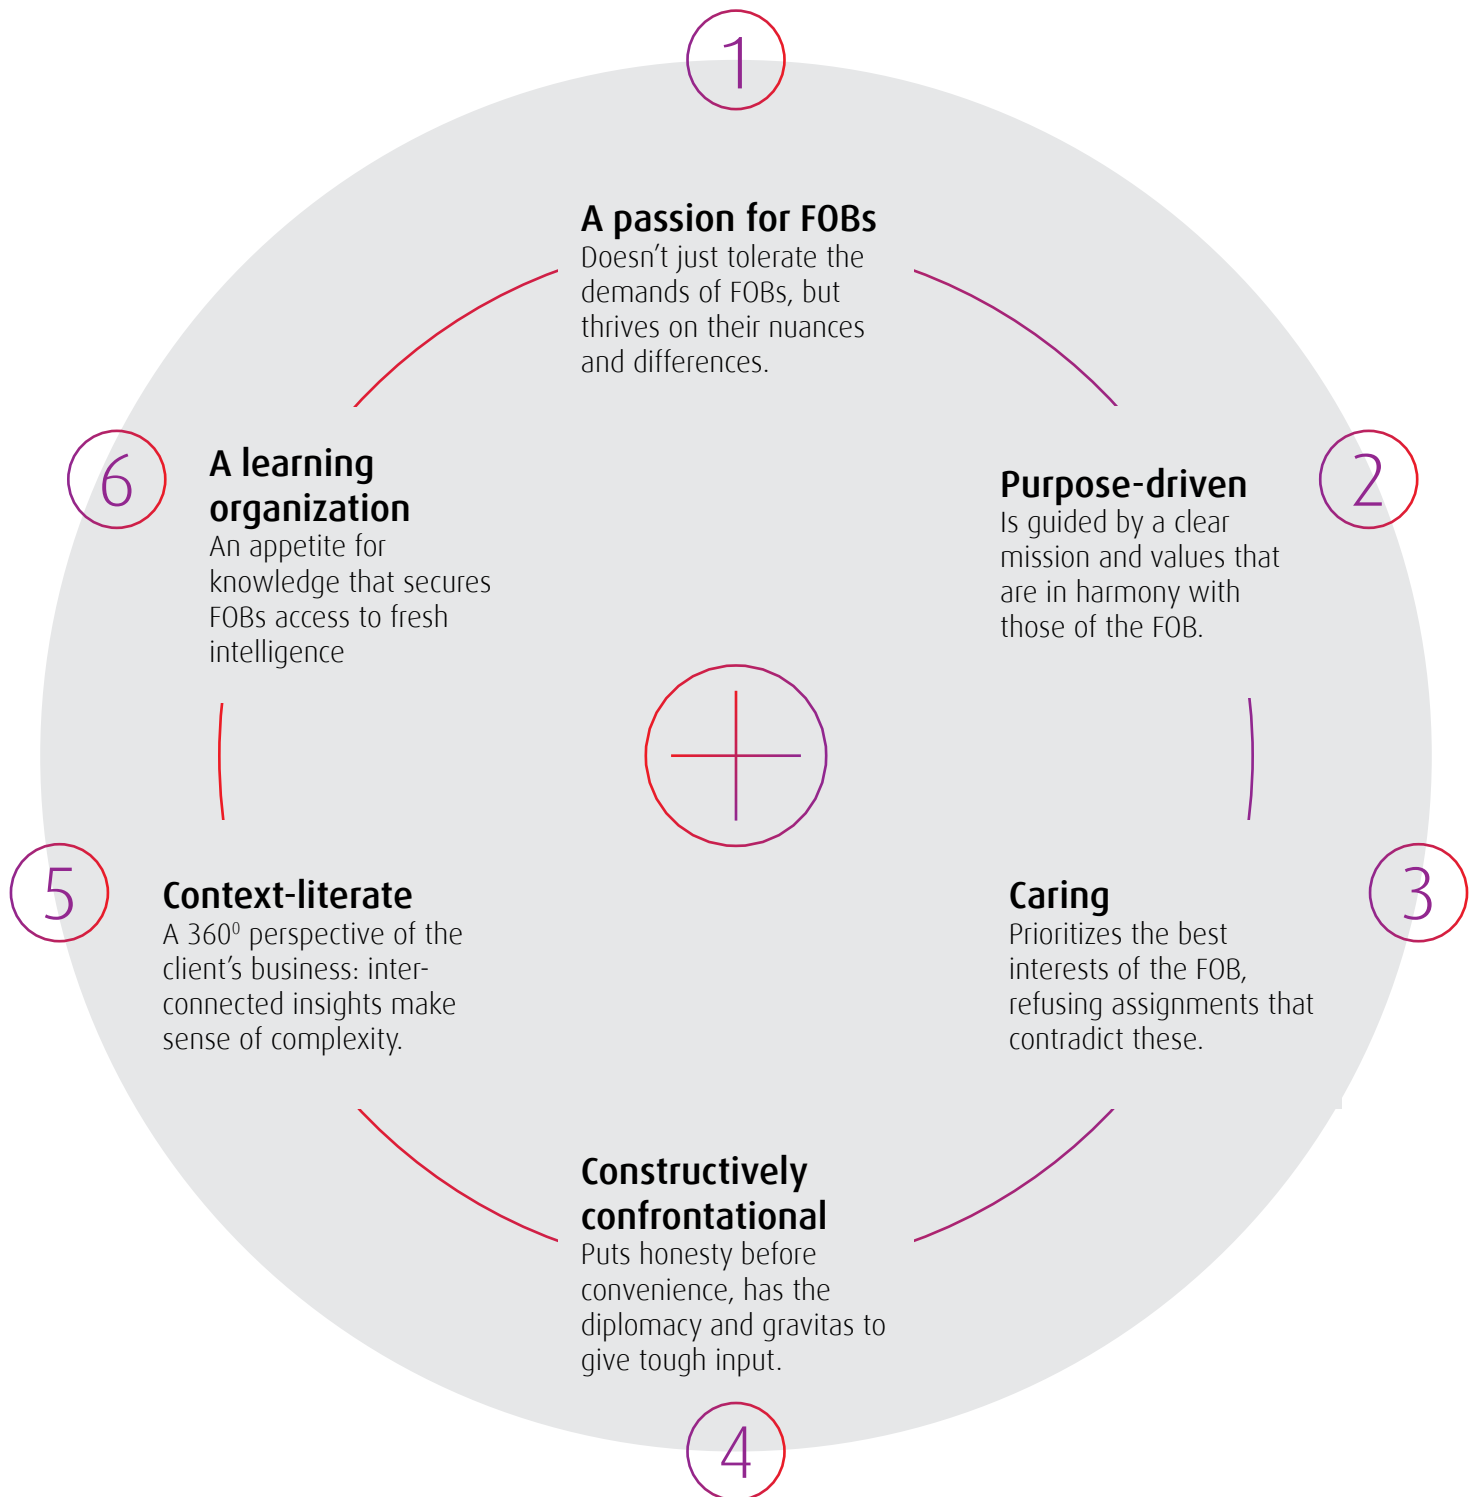 1
A passion for FOBs
Doesn't just tolerate the
demands of FOBs, but
thrives on their nuances
and differences.
2
Purpose-driven
Is guided by a clear
mission and values that
are in harmony with
those of the FOB.
3
Caring
Prioritizes the best
interests of the FOB,
refusing assignments that
contradict these.
4
Constructively
confrontational
Puts honesty before
convenience, has the
diplomacy and gravitas to
give tough input.
5
Context-literate
A 360⁰ perspective of the
client's business: inter-
connected insights make
sense of complexity.
6
A learning
organization
An appetite for
knowledge that secures
FOBs access to fresh
intelligence